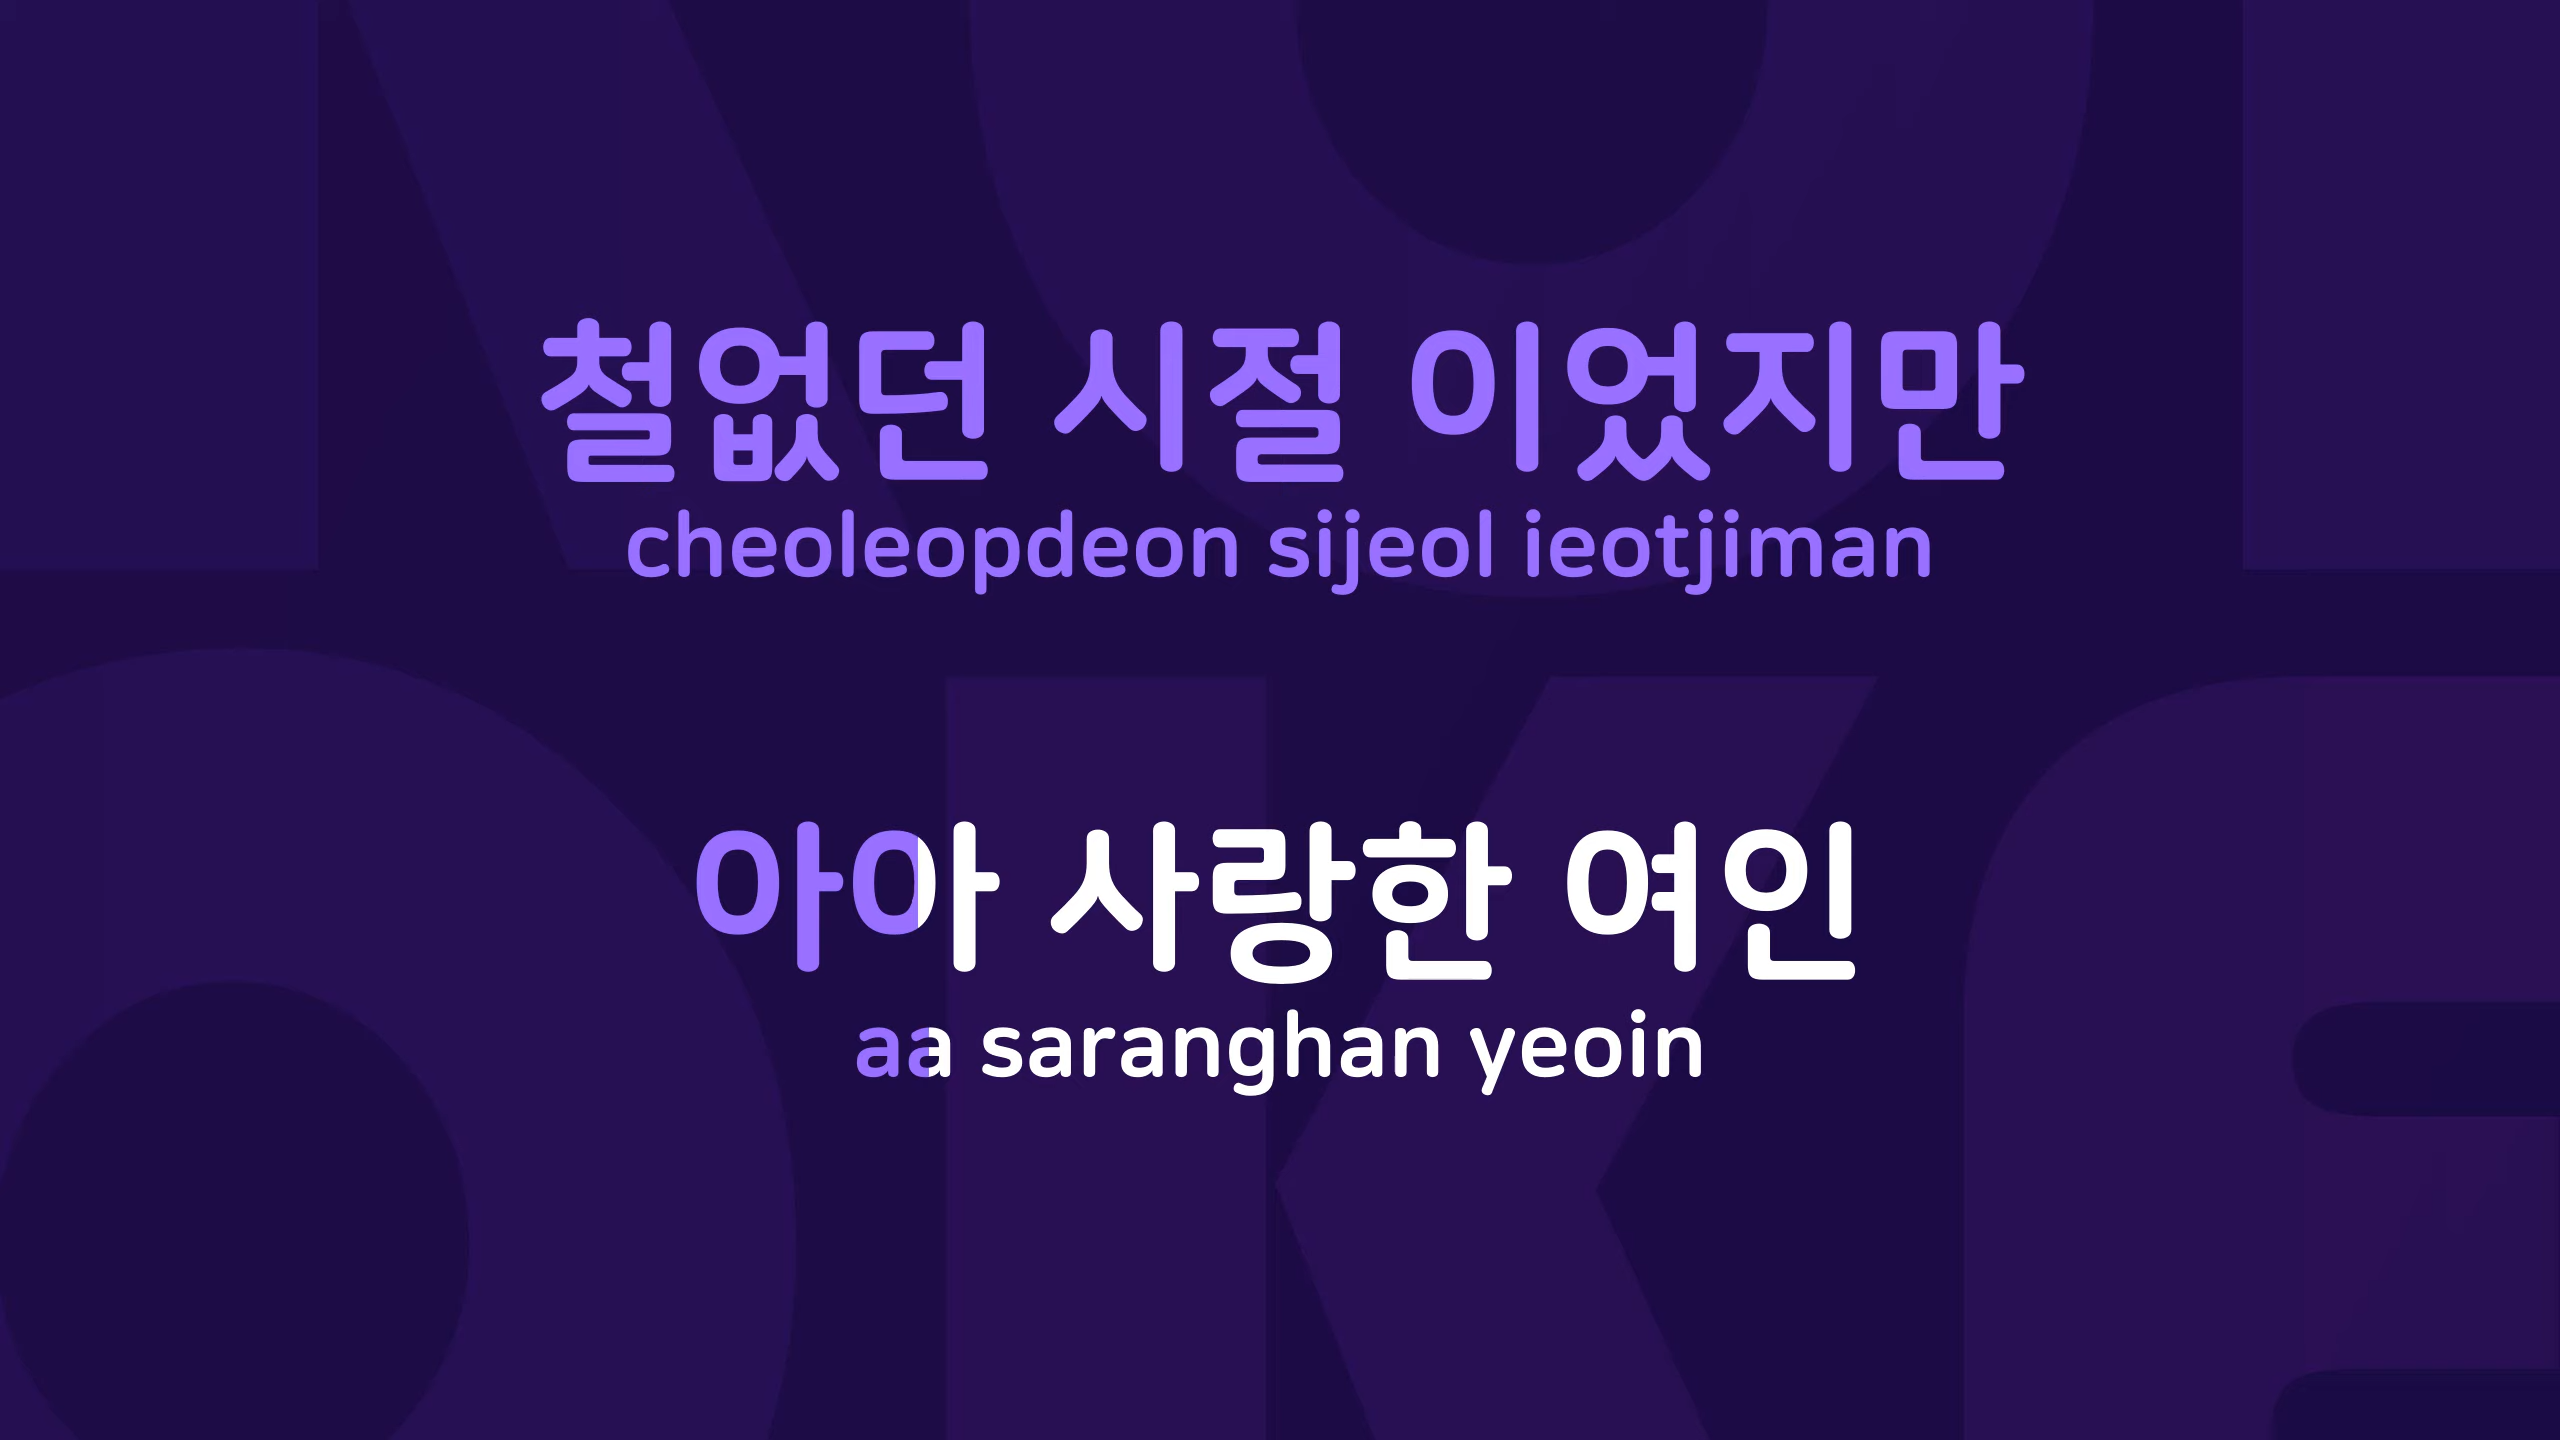 철없던 시절 이었지만
cheoleopdeon sijeol ieotjiman
아아 사랑한 여인
aa saranghan yeoin